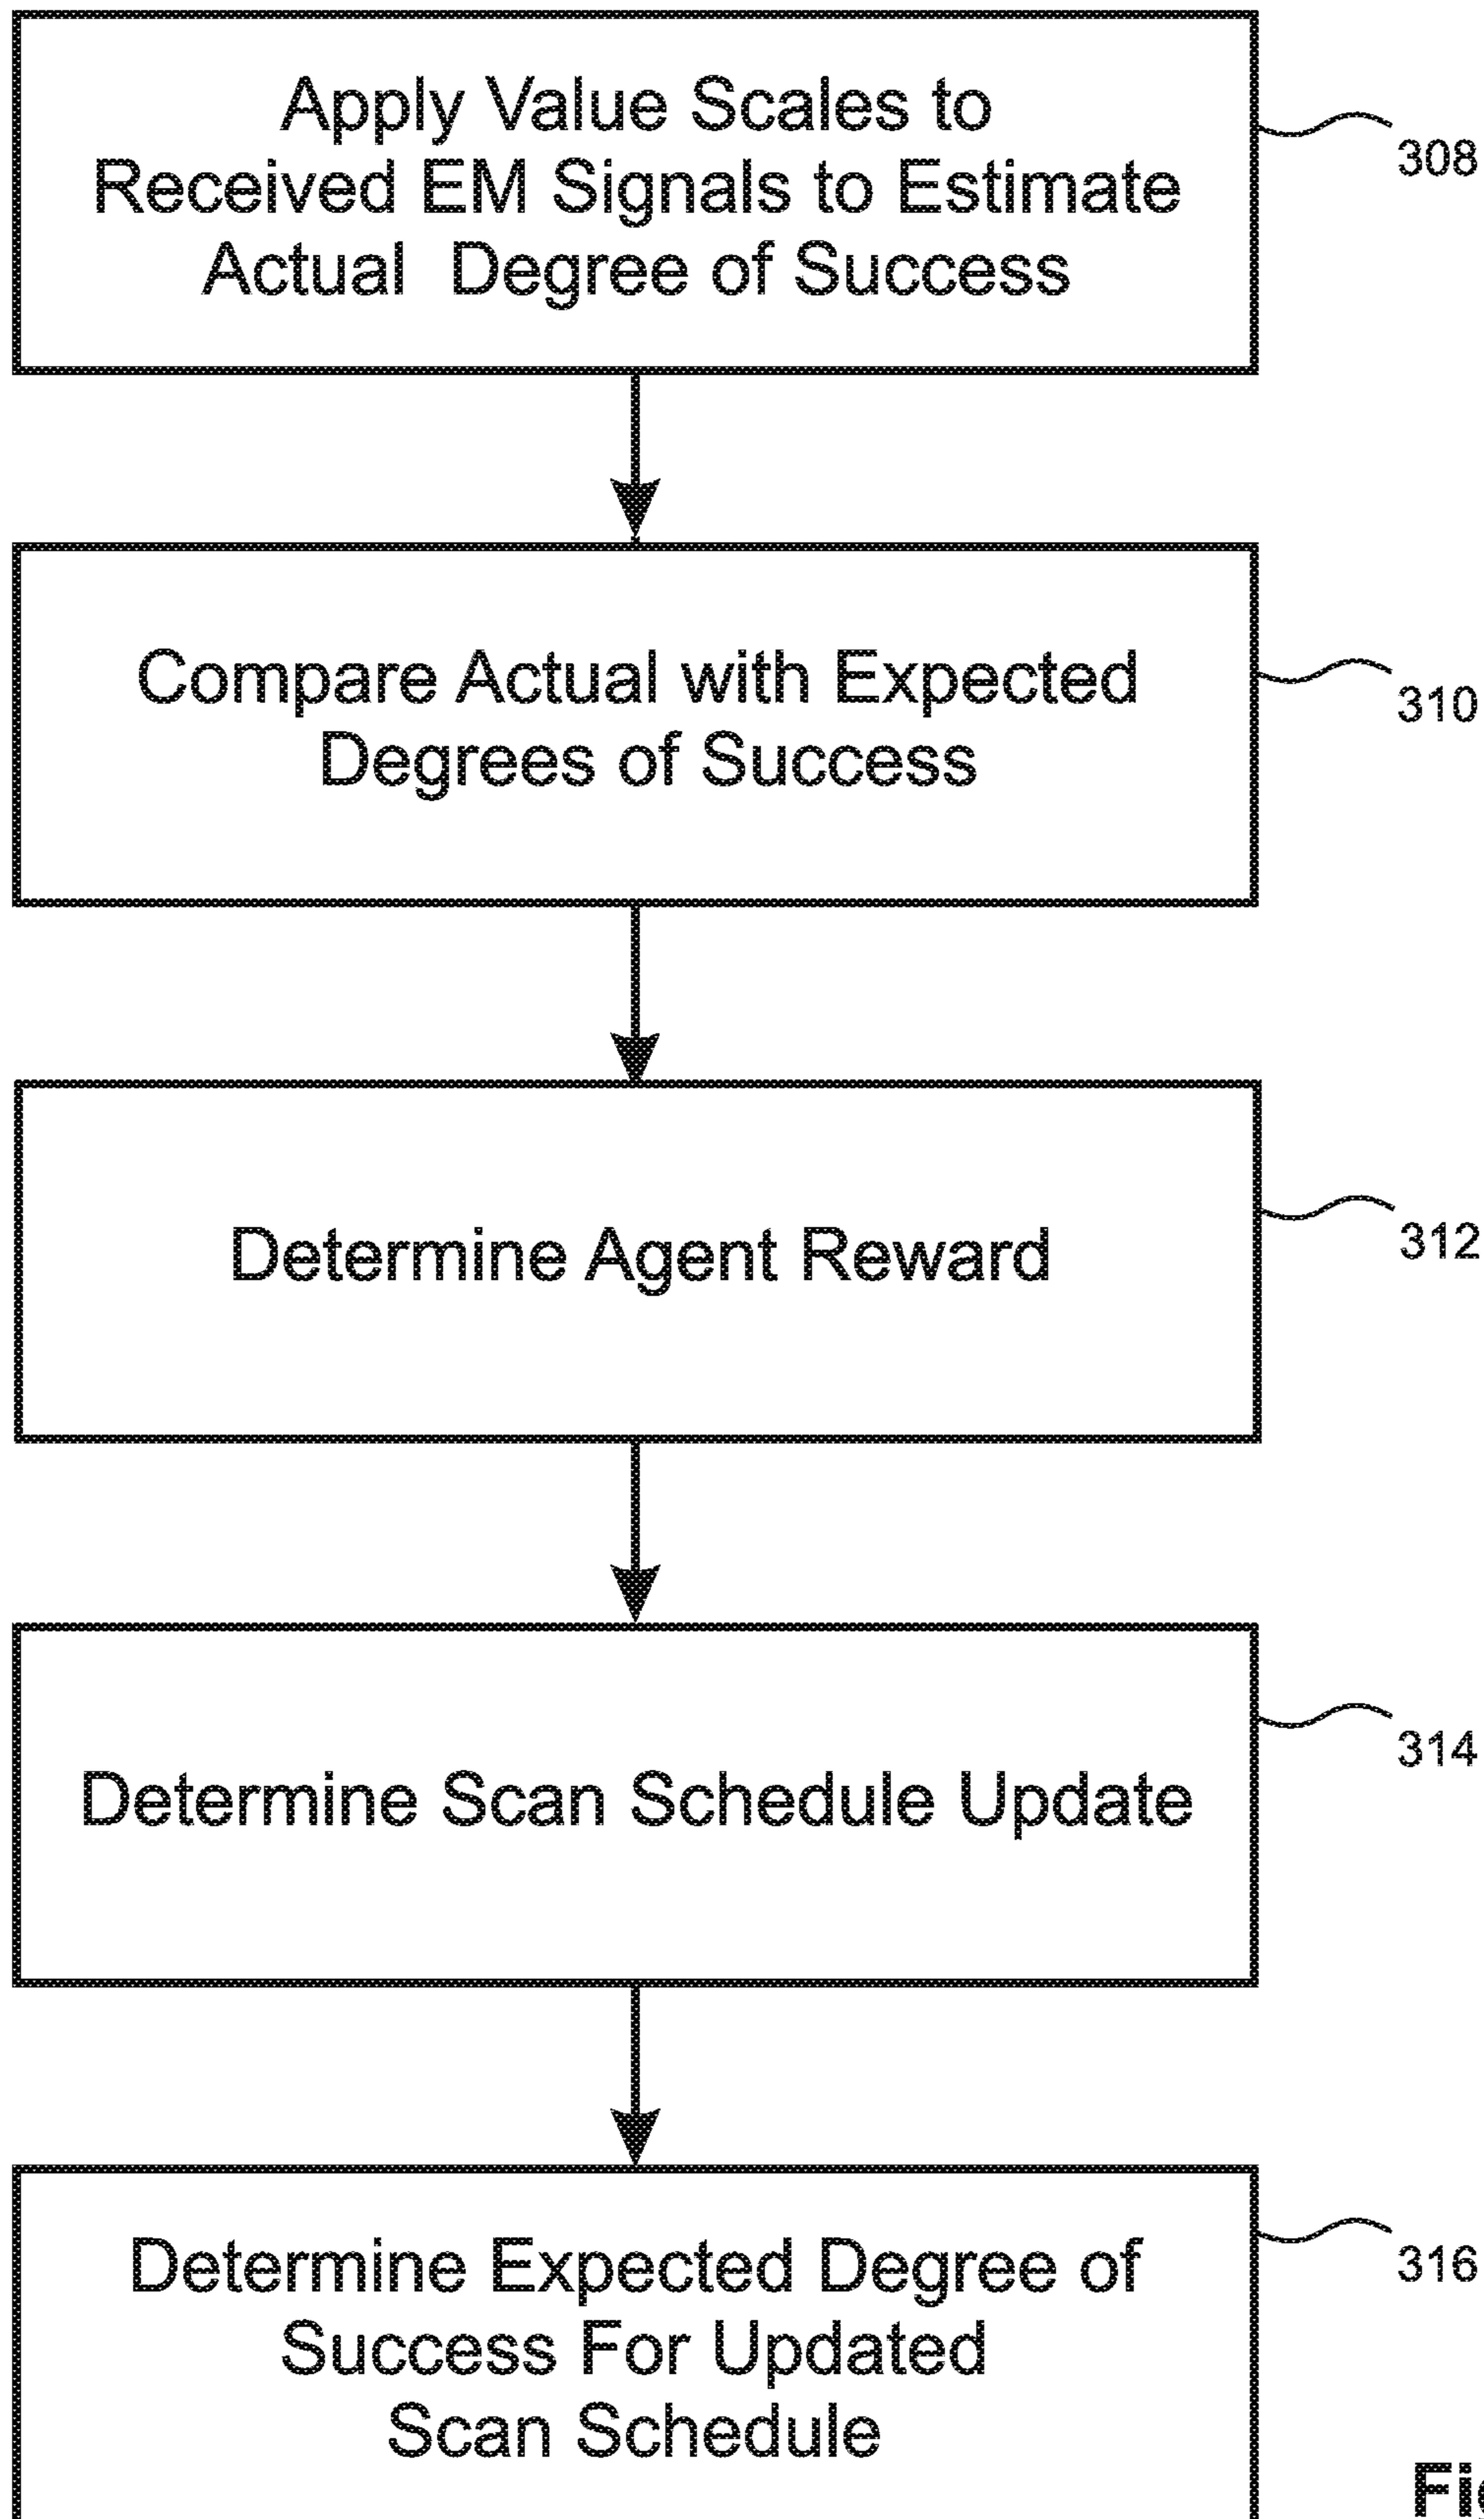 Apply Value Scales to
Received EM Signals to Estimate
Actual Degree of Success
308
Compare Actual with Expected
Degrees of Success
310
Determine Agent Reward
312
Determine Scan Schedule Update
314
Determine Expected Degree of
Success For Updated
Scan Schedule
316